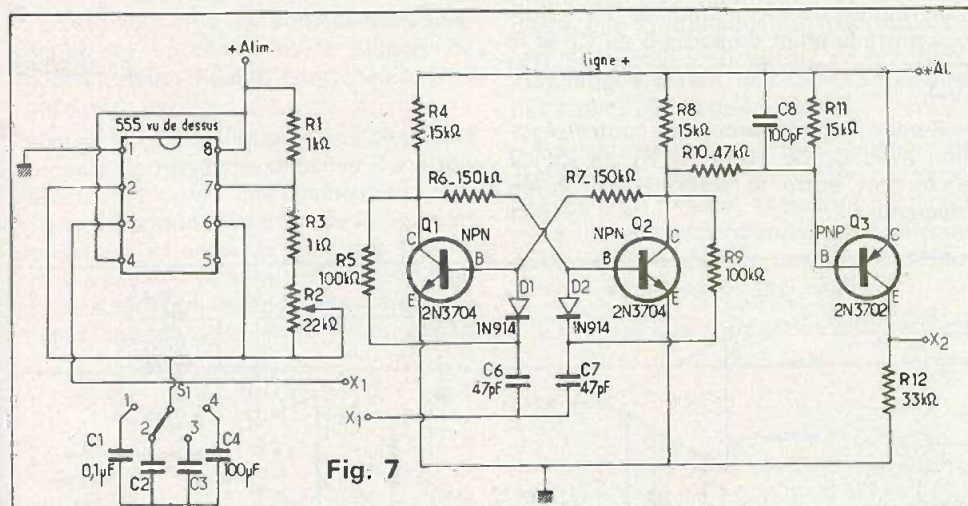 +Alim.
555 vu de dessus
1
2
3
4
8
7
6
5
R1
1kΩ
R3
1kΩ
R2
22kΩ
X1
S1
1
2
3
4
C1
0,1µF
C2
C3
C4
100µF
Fig. 7
ligne +
+Al.
R4
15kΩ
R6_150kΩ
R7_150kΩ
R8
15kΩ
C8
100pF
R11
15kΩ
R10_47kΩ
Q1
NPN
C
B
E
2N3704
R5
100kΩ
D1
1N914
D2
1N914
NPN
Q2
C
B
E
2N3704
R9
100kΩ
PNP
Q3
C
B
E
2N3702
X2
R12
33kΩ
C6
47pF
C7
47pF
X1